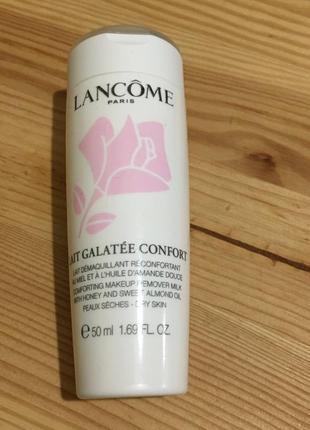 LANCÔME
PARIS
LAIT GALATÉE CONFORT
LAIT DÉMAQUILLANT RÉCONFORTANT
AU MIEL ET À L'HUILE D'AMANDE DOUCE
COMFORTING MAKEUP REMOVER MILK
WITH HONEY AND SWEET ALMOND OIL
PEAUX SÈCHES - DRY SKIN
e 50 ml 1.69 FL. OZ.